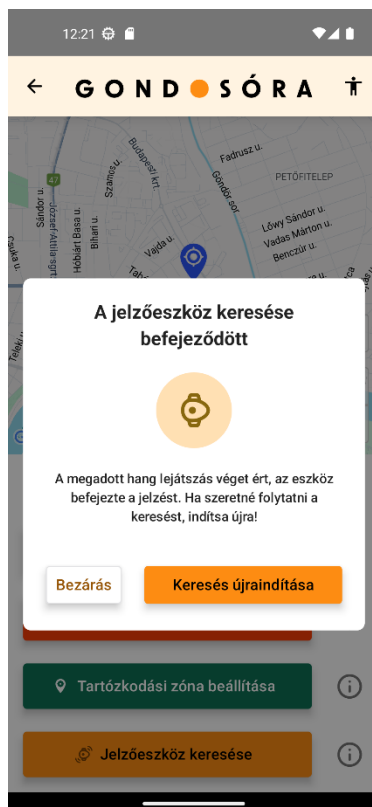 12:21
GONDOSÓRA
Budapesti krt.
Fadrusz u.
PETŐFITELEP
Szamos u.
Göndör sor
47
Sándor u.
József Attila sgrt.
Hóbiárt Basa u.
Bihari u.
Lőwy Sándor u.
Vadas Márton u.
Benczúr u.
Vajda u.
Csuka u.
A jelzőeszköz keresése
befejeződött
A megadott hang lejátszás véget ért, az eszköz
befejezte a jelzést. Ha szeretné folytatni a
keresést, indítsa újra!
Bezárás
Keresés újraindítása
Tartózkodási zóna beállítása
Jelzőeszköz keresése